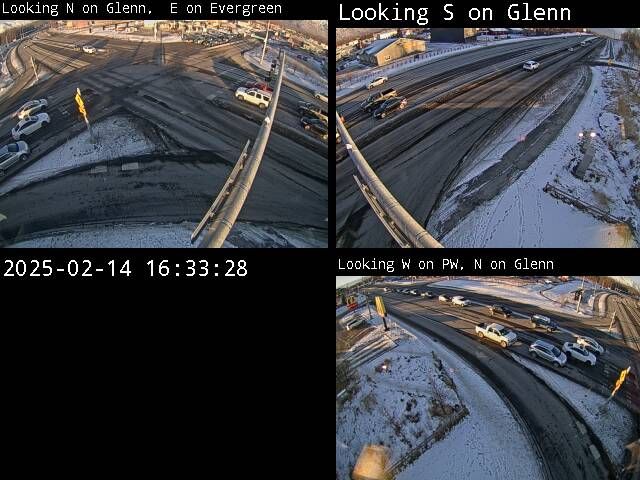 Looking N on Glenn,  E on Evergreen
Looking S on Glenn
2025-02-14 16:33:28
Looking W on PW, N on Glenn